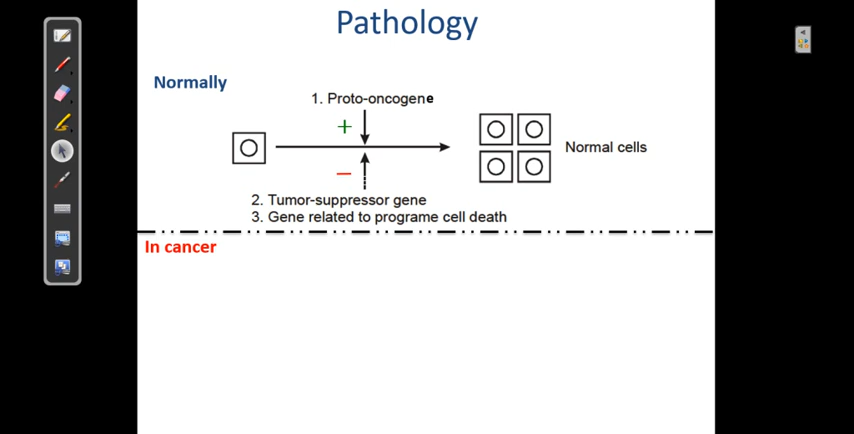 Pathology
Normally
1. Proto-oncogene
+
−
Normal cells
2. Tumor-suppressor gene
3. Gene related to programe cell death
In cancer